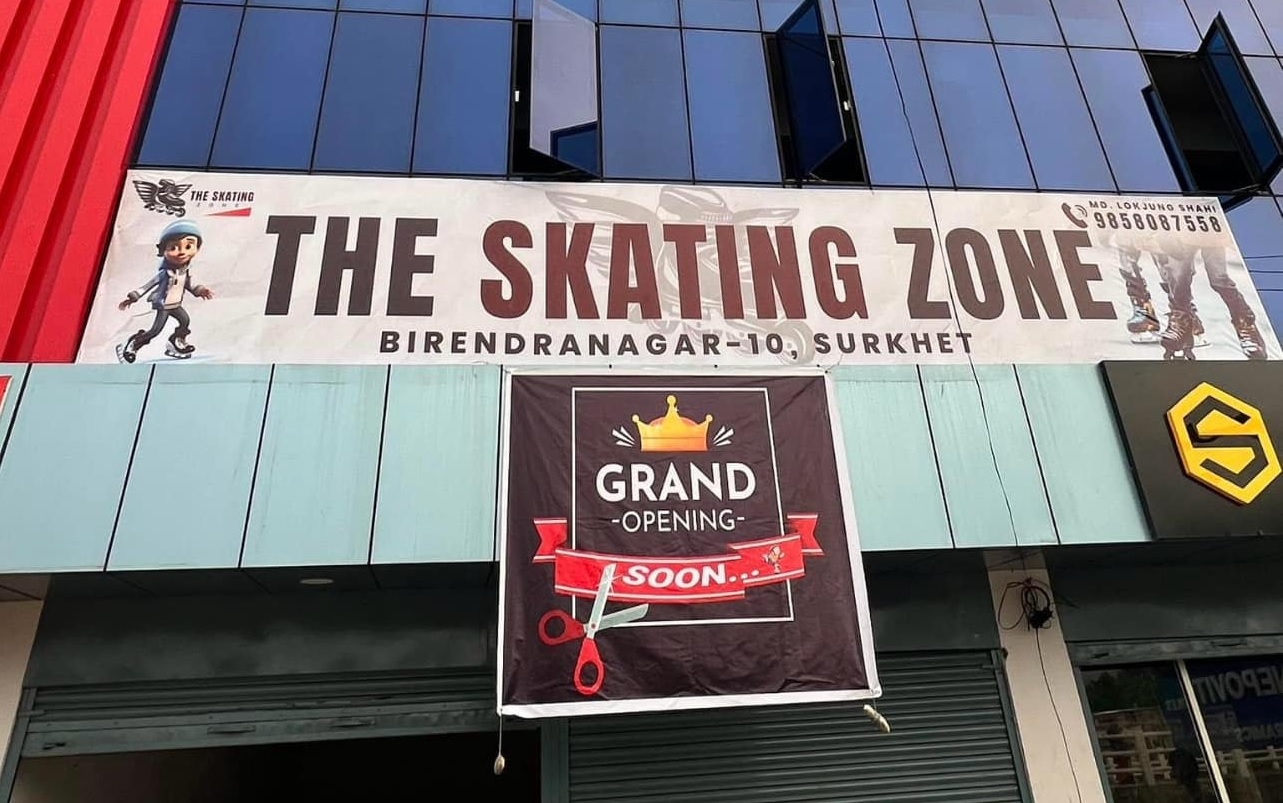 THE SKATING
ZONE
THE SKATING ZONE
MD. LOKJUNG SHAHI
9858087558
BIRENDRANAGAR-10, SURKHET
GRAND
-OPENING-
SOON...
S